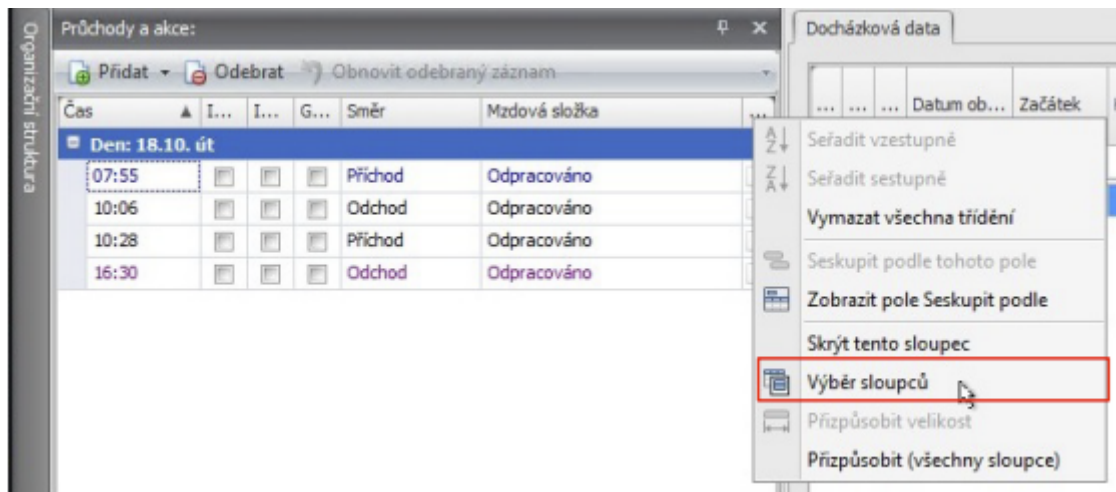 Organizační struktura
Průchody a akce:
Přidat Odebrat Obnovit odebraný záznam
Čas I... I... G... Směr Mzdová složka ...
Den: 18.10. út
07:55 Příchod Odpracováno
10:06 Odchod Odpracováno
10:28 Příchod Odpracováno
16:30 Odchod Odpracováno
Docházková data
... ... ... Datum ob... Začátek
Seřadit vzestupně
Seřadit sestupně
Vymazat všechna třídění
Seskupit podle tohoto pole
Zobrazit pole Seskupit podle
Skrýt tento sloupec
Výběr sloupců
Přizpůsobit velikost
Přizpůsobit (všechny sloupce)